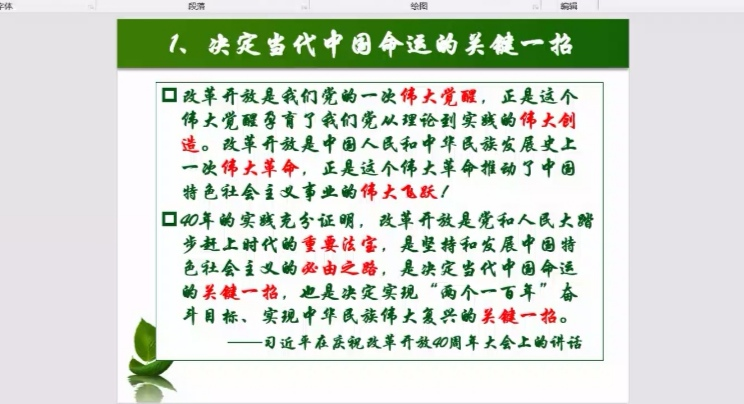 字体 段落 绘图 编辑
1、决定当代中国命运的关键一招
改革开放是我们党的一次伟大觉醒，正是这个
伟大觉醒孕育了我们党从理论到实践的伟大创
造。改革开放是中国人民和中华民族发展史上
一次伟大革命，正是这个伟大革命推动了中国
特色社会主义事业的伟大飞跃！
40年的实践充分证明，改革开放是党和人民大踏
步赶上时代的重要法宝，是坚持和发展中国特
色社会主义的必由之路，是决定当代中国命运
的关键一招，也是决定实现“两个一百年”奋
斗目标、实现中华民族伟大复兴的关键一招。
——习近平在庆祝改革开放40周年大会上的讲话